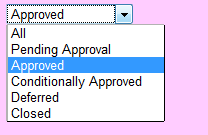 Approved
All
Pending Approval
Approved
Conditionally Approved
Deferred
Closed